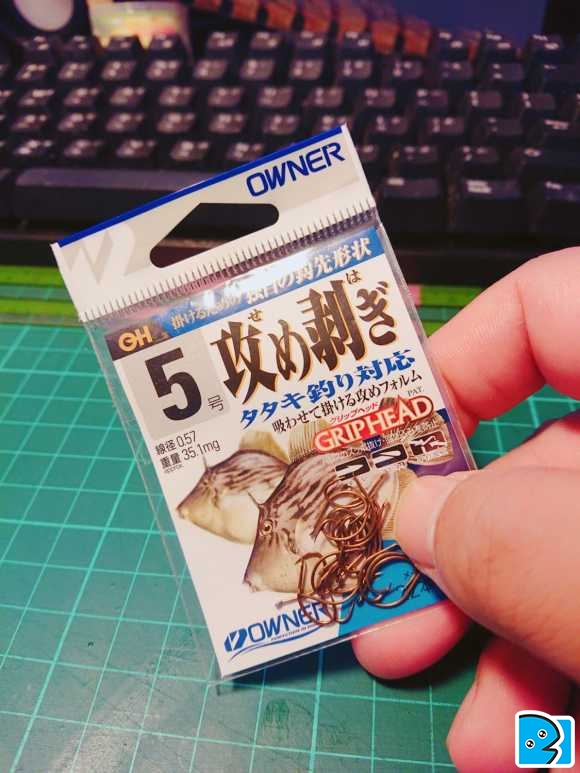 OWNER
掛けるための独自の鈎先形状
GH
攻め剥ぎ
せ は
5号
タタキ釣り対応
吸わせて掛ける攻めフォルム
線径 0.57
重量 35.1mg
approx.
グリップヘッド
GRIPHEAD
PAT.
OWNER